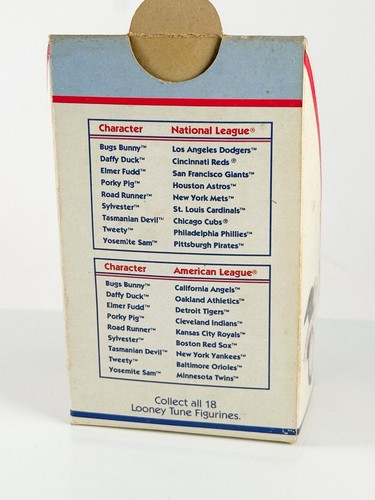 Character National League®
Bugs Bunny™ Los Angeles Dodgers™
Daffy Duck™ Cincinnati Reds ®
Elmer Fudd™ San Francisco Giants™
Porky Pig™ Houston Astros™
Road Runner™ New York Mets™
Sylvester™ St. Louis Cardinals™
Tasmanian Devil™ Chicago Cubs®
Tweety™ Philadelphia Phillies™
Yosemite Sam™ Pittsburgh Pirates™
Character American League®
Bugs Bunny™ California Angels™
Daffy Duck™ Oakland Athletics™
Elmer Fudd™ Detroit Tigers™
Porky Pig™ Cleveland Indians™
Road Runner™ Kansas City Royals™
Sylvester™ Boston Red Sox™
Tasmanian Devil™ New York Yankees™
Tweety™ Baltimore Orioles™
Yosemite Sam™ Minnesota Twins™
Collect all 18
Looney Tune Figurines.